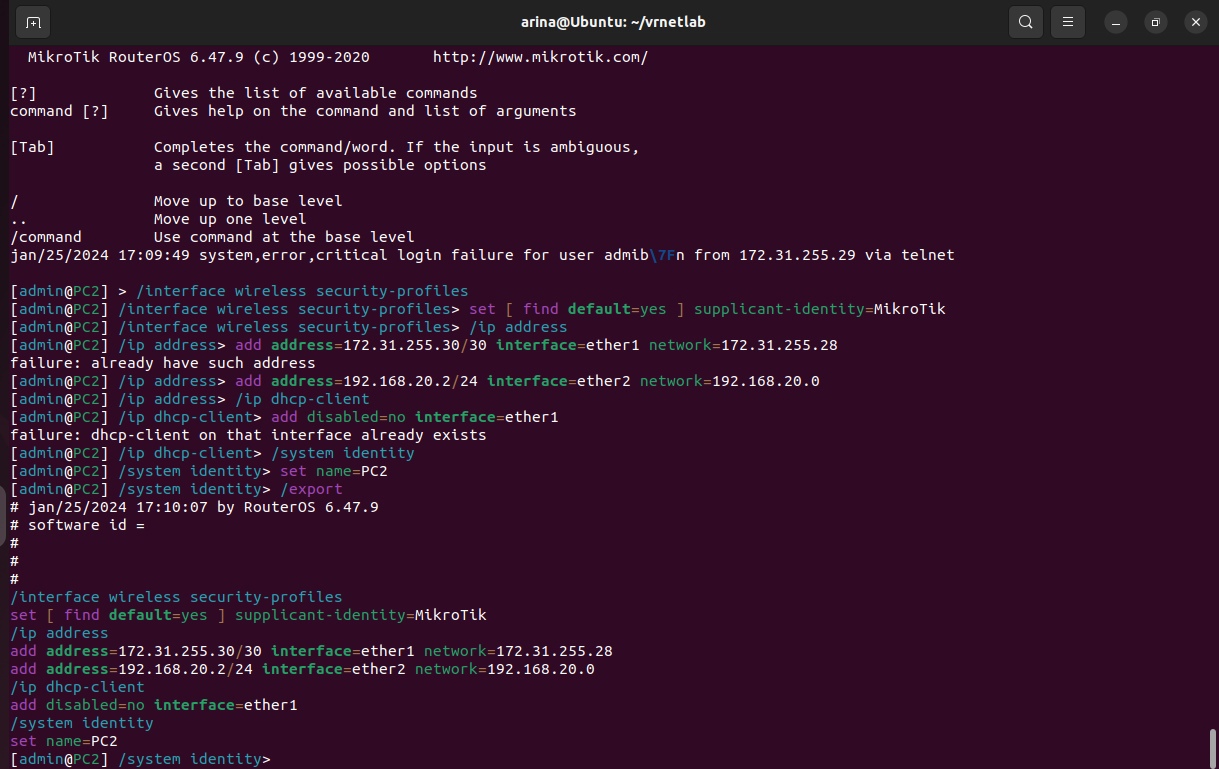 arina@Ubuntu: ~/vrnetlab
MikroTik RouterOS 6.47.9 (c) 1999-2020       http://www.mikrotik.com/
[?]             Gives the list of available commands
command [?]     Gives help on the command and list of arguments
[Tab]           Completes the command/word. If the input is ambiguous,
                a second [Tab] gives possible options
/               Move up to base level
..              Move up one level
/command        Use command at the base level
jan/25/2024 17:09:49 system,error,critical login failure for user admib\7Fn from 172.31.255.29 via telnet
[admin@PC2] > /interface wireless security-profiles
[admin@PC2] /interface wireless security-profiles> set [ find default=yes ] supplicant-identity=MikroTik
[admin@PC2] /interface wireless security-profiles> /ip address
[admin@PC2] /ip address> add address=172.31.255.30/30 interface=ether1 network=172.31.255.28
failure: already have such address
[admin@PC2] /ip address> add address=192.168.20.2/24 interface=ether2 network=192.168.20.0
[admin@PC2] /ip address> /ip dhcp-client
[admin@PC2] /ip dhcp-client> add disabled=no interface=ether1
failure: dhcp-client on that interface already exists
[admin@PC2] /ip dhcp-client> /system identity
[admin@PC2] /system identity> set name=PC2
[admin@PC2] /system identity> /export
# jan/25/2024 17:10:07 by RouterOS 6.47.9
# software id =
#
#
#
/interface wireless security-profiles
set [ find default=yes ] supplicant-identity=MikroTik
/ip address
add address=172.31.255.30/30 interface=ether1 network=172.31.255.28
add address=192.168.20.2/24 interface=ether2 network=192.168.20.0
/ip dhcp-client
add disabled=no interface=ether1
/system identity
set name=PC2
[admin@PC2] /system identity>